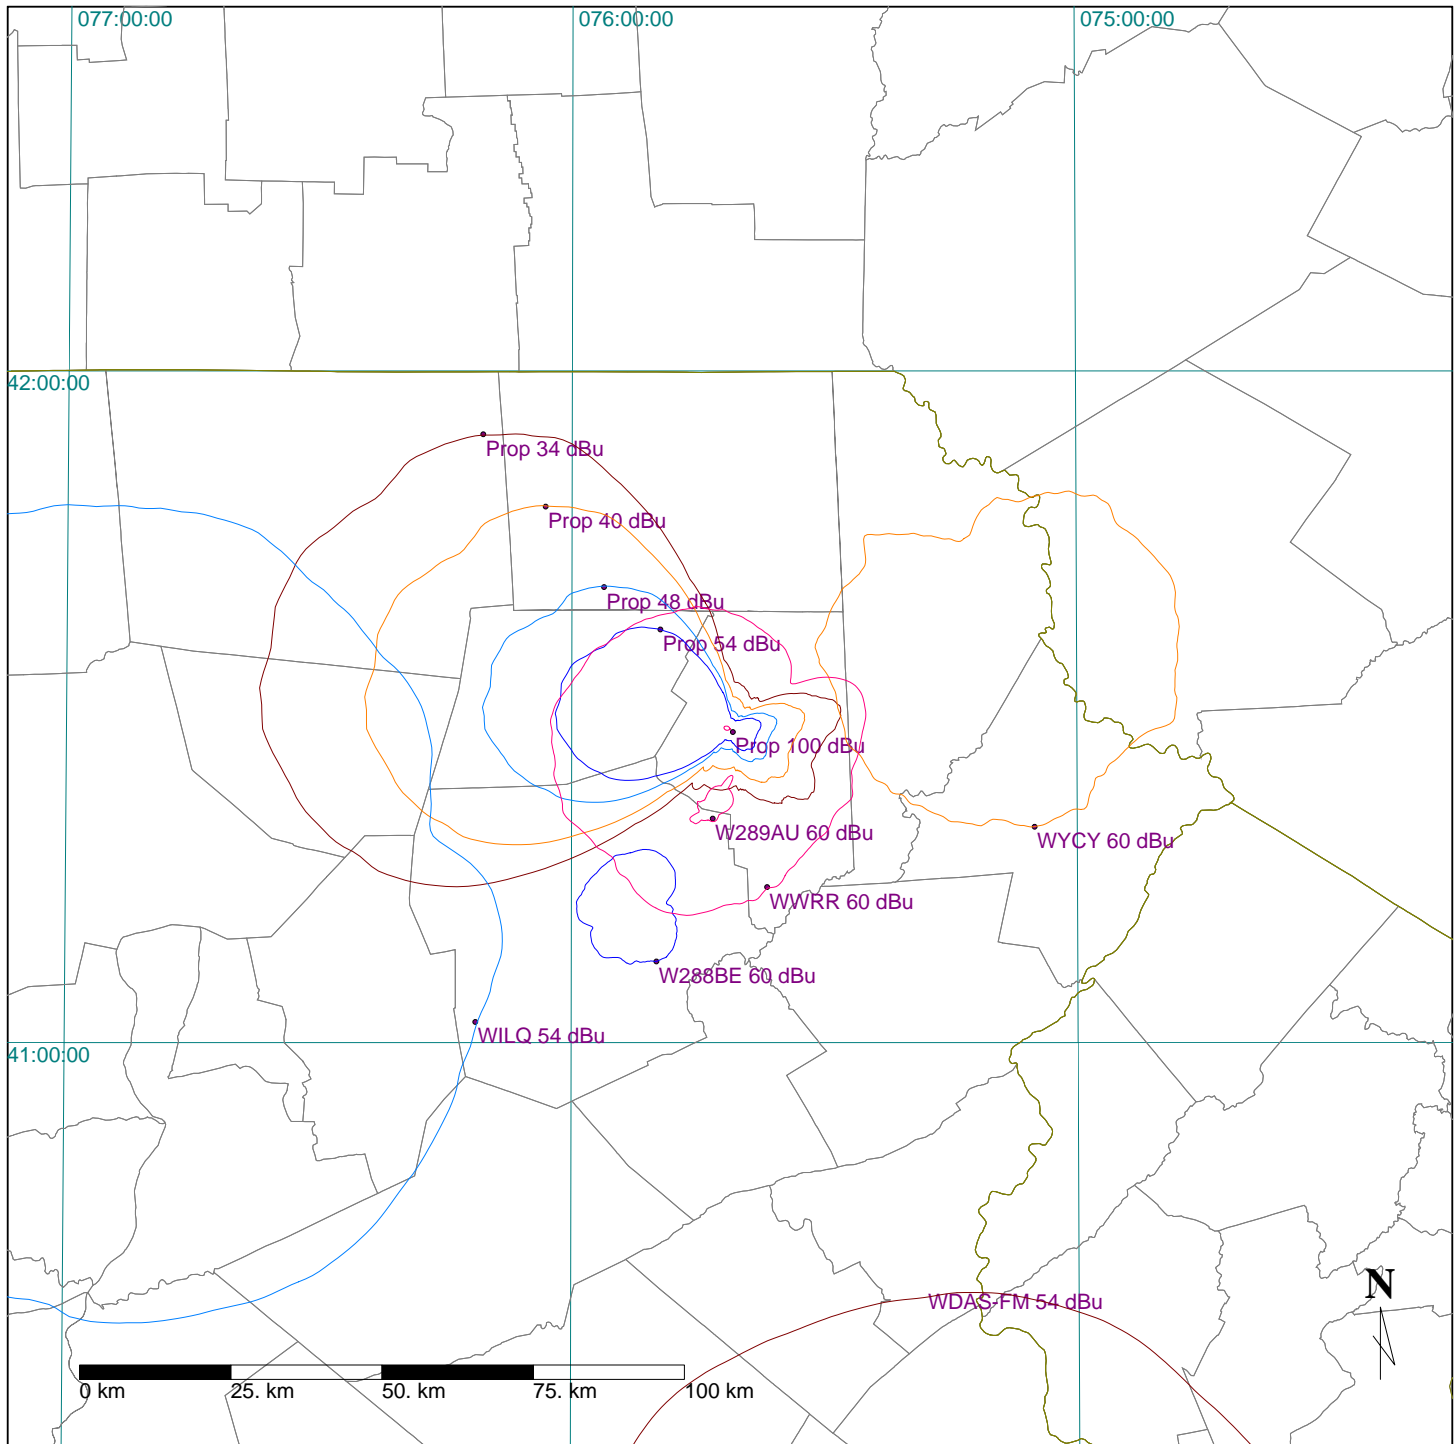 077:00:00
076:00:00
075:00:00
42:00:00
Prop 34 dBu
Prop 40 dBu
Prop 48 dBu
Prop 54 dBu
Prop 100 dBu
W289AU 60 dBu
WYCY 60 dBu
WWRR 60 dBu
W288BE 60 dBu
WILQ 54 dBu
41:00:00
N
WDAS-FM 54 dBu
0 km
25. km
50. km
75. km
100 km